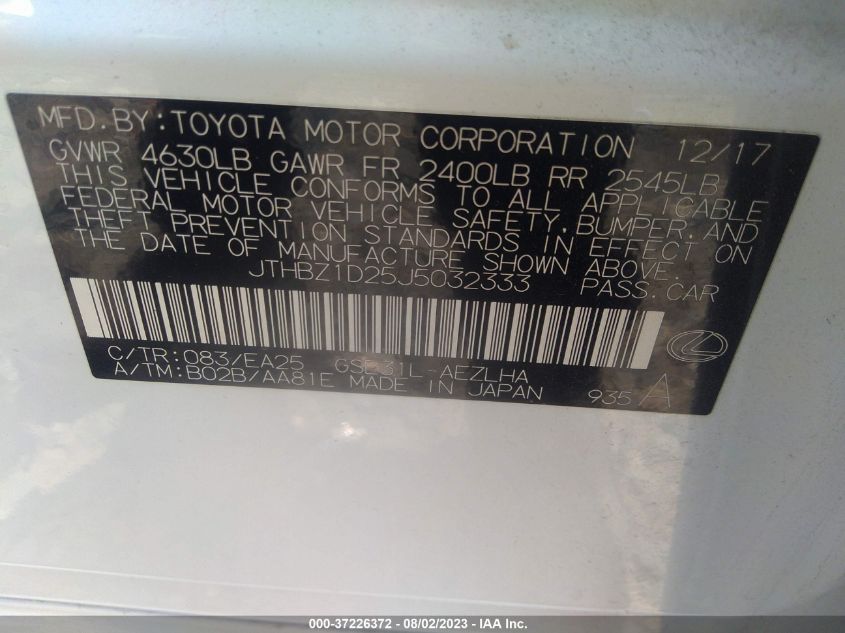 MFD. BY: TOYOTA MOTOR CORPORATION 12/17
GVWR 4630LB GAWR FR 2400LB RR 2545LB
THIS VEHICLE CONFORMS TO ALL APPLICABLE
FEDERAL MOTOR VEHICLE SAFETY, BUMPER, AND
THEFT PREVENTION STANDARDS IN EFFECT ON
THE DATE OF MANUFACTURE SHOWN ABOVE.
JTHBZ1D25J5032333 PASS. CAR
C/TR: 083/EA25 L-AEZLHA
A/TM: B02B/AA81E MADE IN JAPAN 935 A
000-37226372 - 08/02/2023 - IAA Inc.